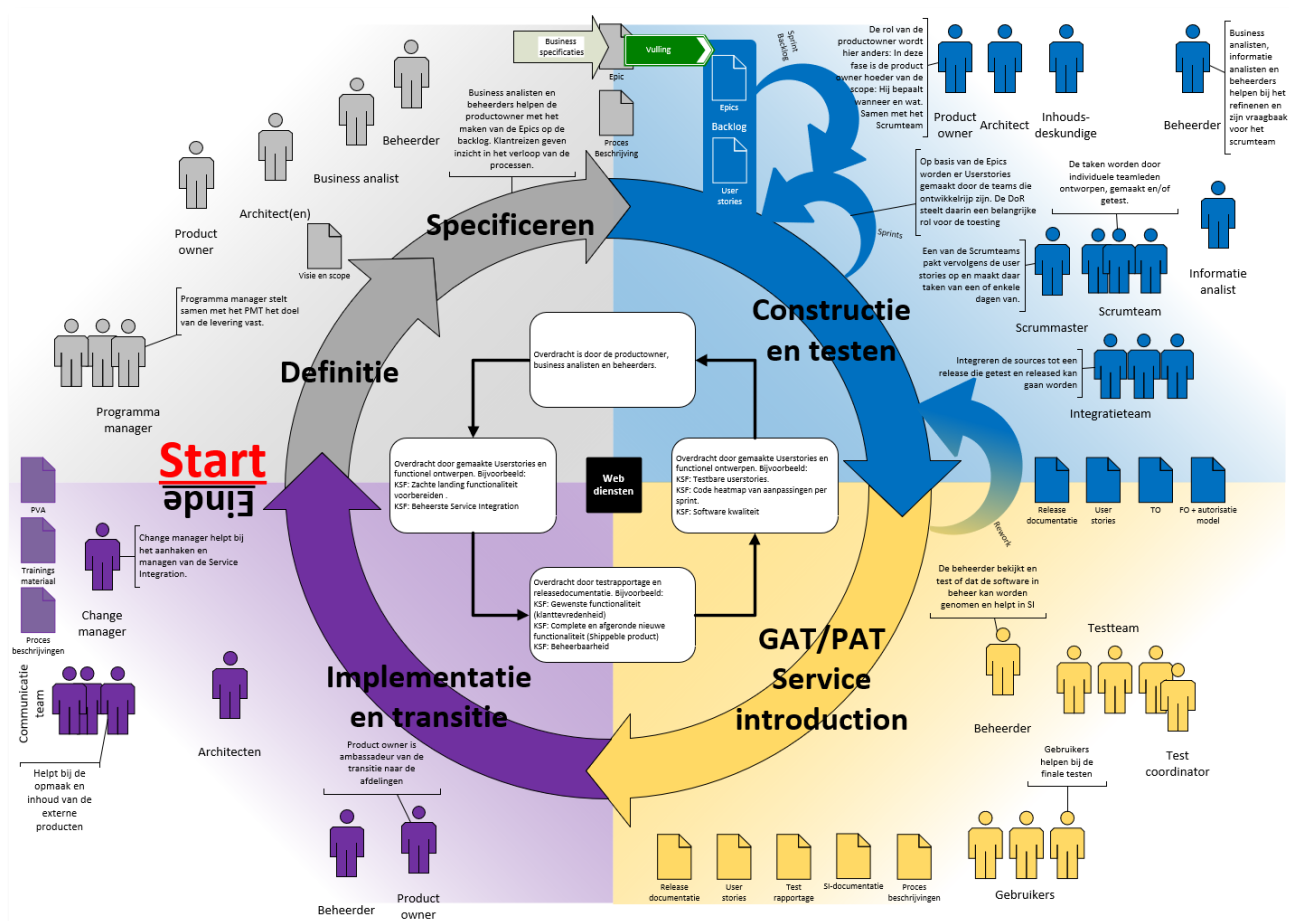 Business
specificaties
Vulling
Epic
Proces
Beschrijving
Epics
Backlog
User
stories
Sprint
Backlog
Sprints
Business analisten en
beheerders helpen de
productowner met het
maken van de Epics op de
backlog. Klantreizen geven
inzicht in het verloop van de
processen.
Beheerder
Business analist
Architect(en)
Product
owner
Visie en scope
Programma manager stelt
samen met het PMT het doel
van de levering vast.
Programma
manager
Specificeren
Definitie
De rol van de
productowner wordt
hier anders: In deze
fase is de product
owner hoeder van de
scope: Hij bepaalt
wanneer en wat.
Samen met het
Scrumteam
Product
owner
Architect
Inhouds-
deskundige
Beheerder
Business
analisten,
informatie
analisten en
beheerders
helpen bij het
refinenen en
zijn vraagbaak
voor het
scrumteam
Op basis van de Epics
worden er Userstories
gemaakt door de teams die
ontwikkelrijp zijn. De DoR
steelt daarin een belangrijke
rol voor de toesting
De taken worden door
individuele teamleden
ontworpen, gemaakt en/of
getest.
Een van de Scrumteams
pakt vervolgens de user
stories op en maakt daar
taken van een of enkele
dagen van.
Scrummaster
Scrumteam
Informatie
analist
Integreren de sources tot een
release die getest en released kan
gaan worden
Integratieteam
Constructie
en testen
Overdracht is door de productowner,
business analisten en beheerders.
Overdracht door gemaakte Userstories en
functionel ontwerpen. Bijvoorbeeld:
KSF: Zachte landing functionaliteit
voorbereiden .
KSF: Beheerste Service Integration
Web
diensten
Overdracht door gemaakte Userstories en
functionel ontwerpen. Bijvoorbeeld:
KSF: Testbare userstories.
KSF: Code heatmap van aanpassingen per
sprint.
KSF: Software kwaliteit
Overdracht door testrapportage en
releasedocumentatie. Bijvoorbeeld:
KSF: Gewenste functionaliteit
(klanttevredenheid)
KSF: Complete en afgeronde nieuwe
functionaliteit (Shippeble product)
KSF: Beheerbaarheid
Start
Einde
PVA
Trainings
materiaal
Proces
beschrijvingen
Change manager helpt bij
het aanhaken en
managen van de Service
Integration.
Change
manager
Communicatie
team
Helpt bij de
opmaak en
inhoud van de
externe
producten
Architecten
Implementatie
en transitie
Product owner is
ambassadeur van de
transitie naar de
afdelingen
Beheerder
Product
owner
Rework
Release
documentatie
User
stories
TO
FO + autorisatie
model
De beheerder bekijkt en
test of dat de software in
beheer kan worden
genomen en helpt in SI
Beheerder
Testteam
Test
coordinator
GAT/PAT
Service
introduction
Gebruikers
helpen bij de
finale testen
Gebruikers
Release
documentatie
User
stories
Test
rapportage
SI-documentatie
Proces
beschrijvingen